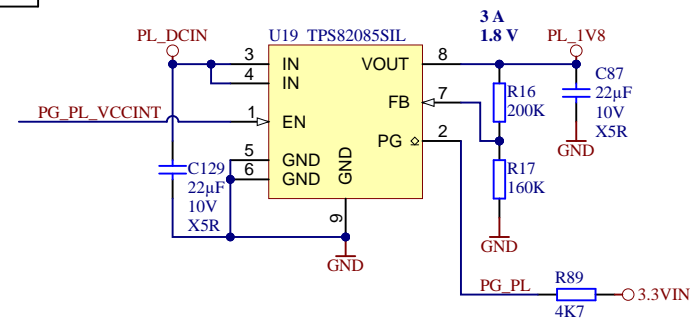 3 A
PL_DCIN
U19 TPS82085SIL
1.8 V
PL_1V8
3
IN
VOUT
8
4
IN
C87
R16
22µF
FB
7
200K
10V
PG_PL_VCCINT
1
EN
X5R
PG
2
GND
5
GND
GND
6
GND
C129
R17
22µF
160K
10V
9
X5R
GND
GND
PG_PL
R89
3.3VIN
4K7